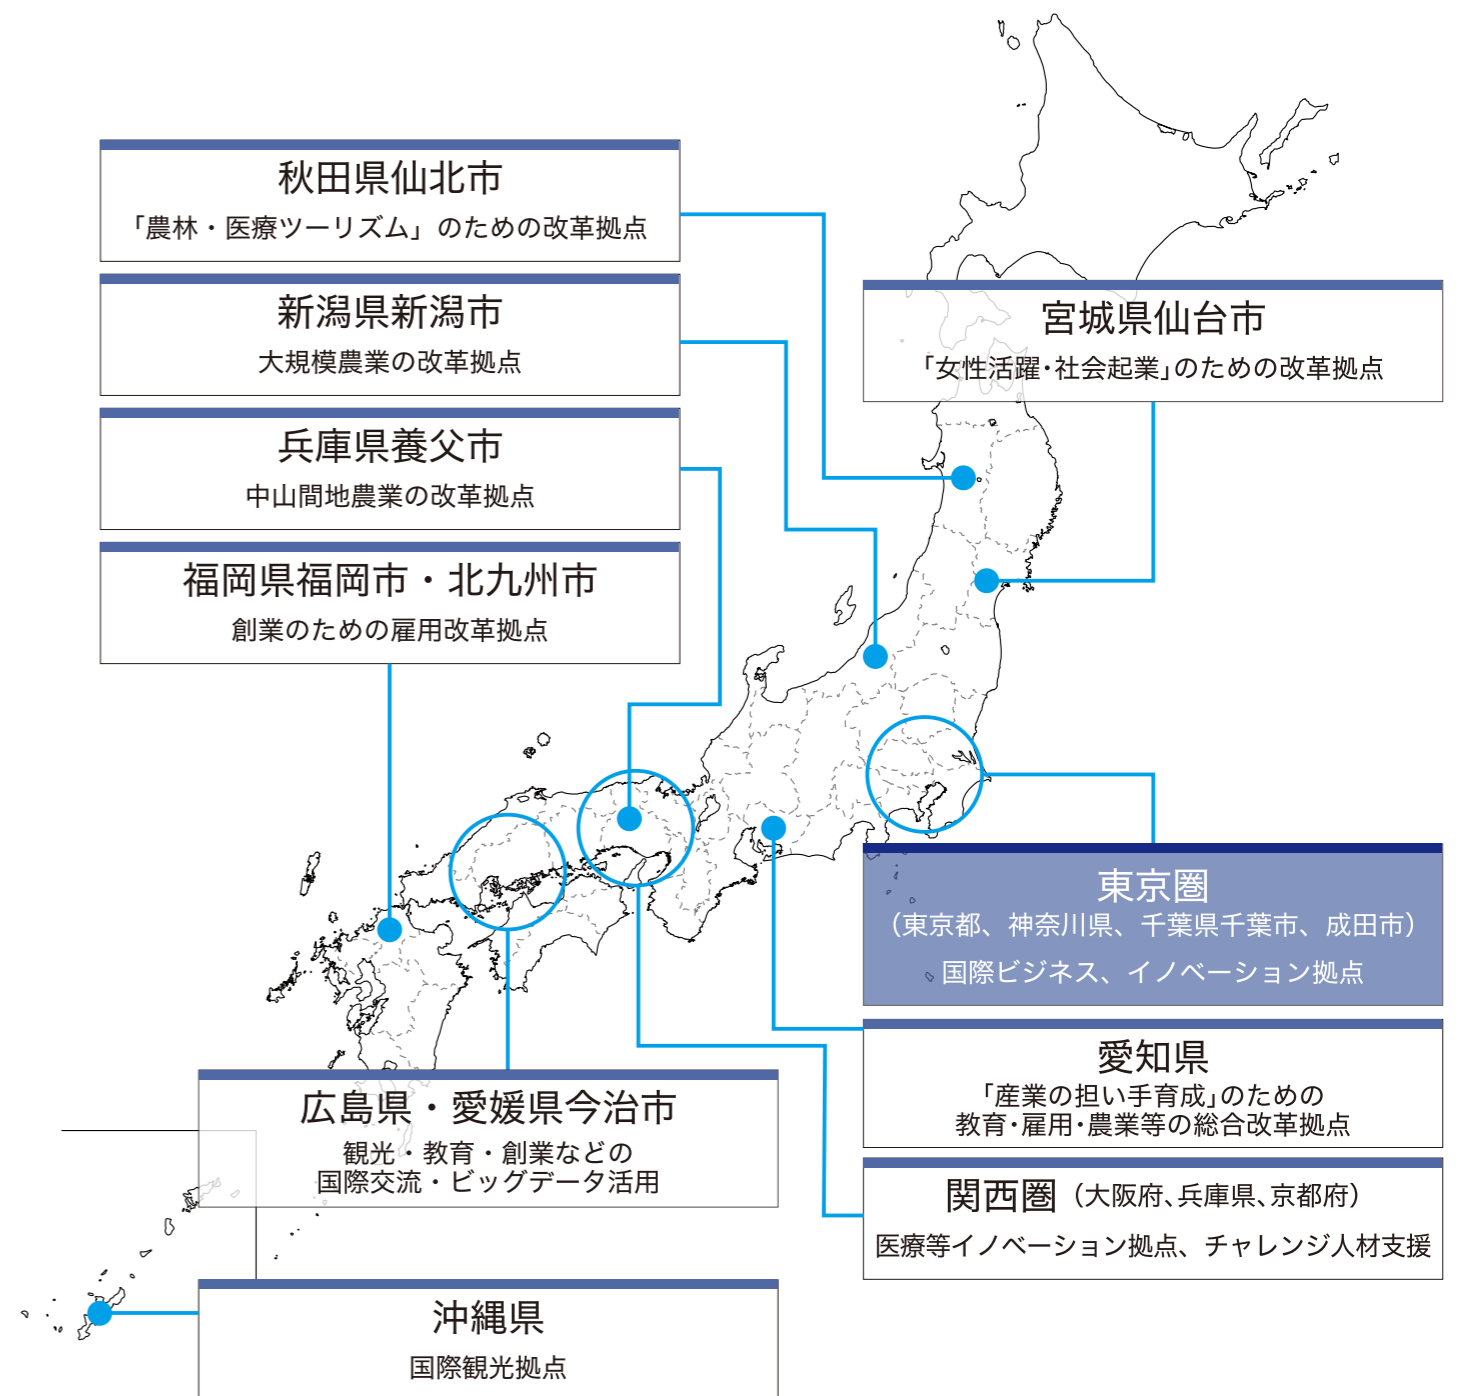 秋田県仙北市
「農林・医療ツーリズム」のための改革拠点
新潟県新潟市
大規模農業の改革拠点
兵庫県養父市
中山間地農業の改革拠点
福岡県福岡市・北九州市
創業のための雇用改革拠点
宮城県仙台市
「女性活躍・社会起業」のための改革拠点
東京圏
（東京都、神奈川県、千葉県千葉市、成田市）
国際ビジネス、イノベーション拠点
愛知県
「産業の担い手育成」のための
教育・雇用・農業等の総合改革拠点
関西圏（大阪府、兵庫県、京都府）
医療等イノベーション拠点、チャレンジ人材支援
広島県・愛媛県今治市
観光・教育・創業などの
国際交流・ビッグデータ活用
沖縄県
国際観光拠点